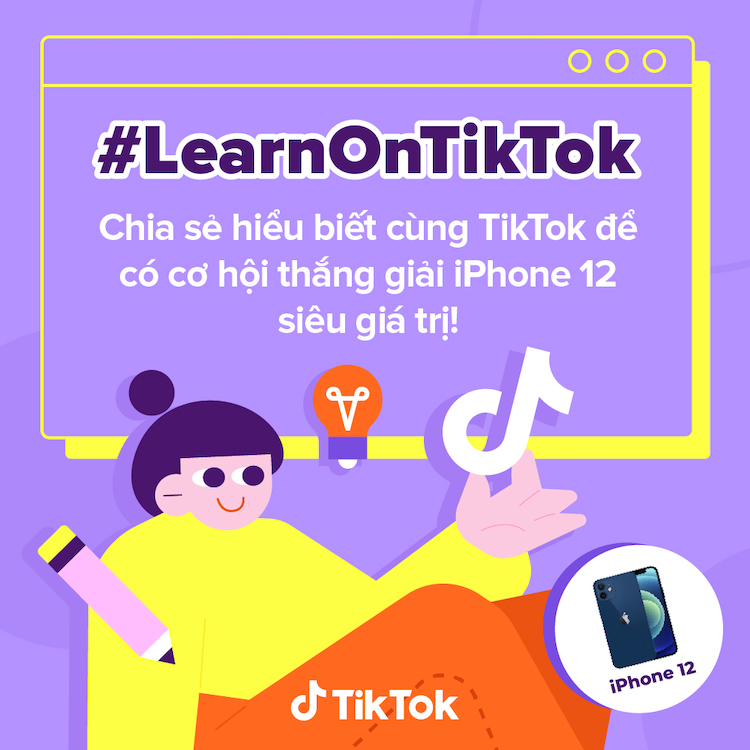 #LearnOnTikTok
Chia sẻ hiểu biết cùng TikTok để
có cơ hội thắng giải iPhone 12
siêu giá trị!
iPhone 12
TikTok